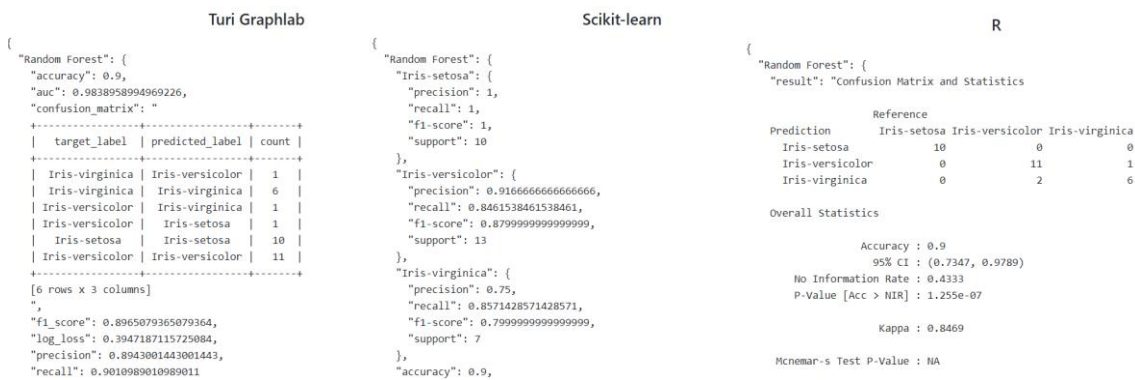 Turi Graphlab
{
"Random Forest": {
"accuracy": 0.9,
"auc": 0.9838958994969226,
"confusion_matrix": "
+----------------+-----------------+-------+
| target_label | predicted_label | count |
+----------------+-----------------+-------+
| Iris-virginica | Iris-versicolor | 1 |
| Iris-virginica | Iris-virginica | 6 |
| Iris-versicolor | Iris-virginica | 1 |
| Iris-versicolor | Iris-setosa | 1 |
| Iris-setosa | Iris-setosa | 10 |
| Iris-versicolor | Iris-versicolor | 11 |
+----------------+-----------------+-------+
[6 rows x 3 columns]
",
"f1_score": 0.8965079365079364,
"log_loss": 0.3947187115725084,
"precision": 0.8943001443001443,
"recall": 0.9010989010989011
Scikit-learn
{
"Random Forest": {
"Iris-setosa": {
"precision": 1,
"recall": 1,
"f1-score": 1,
"support": 10
},
"Iris-versicolor": {
"precision": 0.9166666666666666,
"recall": 0.8461538461538461,
"f1-score": 0.8799999999999999,
"support": 13
},
"Iris-virginica": {
"precision": 0.75,
"recall": 0.8571428571428571,
"f1-score": 0.7999999999999999,
"support": 7
},
"accuracy": 0.9,
R
{
"Random Forest": {
"result": "Confusion Matrix and Statistics
Reference
Prediction Iris-setosa Iris-versicolor Iris-virginica
Iris-setosa 10 0 0
Iris-versicolor 0 11 1
Iris-virginica 0 2 6
Overall Statistics
Accuracy : 0.9
95% CI : (0.7347, 0.9789)
No Information Rate : 0.4333
P-Value [Acc > NIR] : 1.255e-07
Kappa : 0.8469
Mcnemar-s Test P-Value : NA